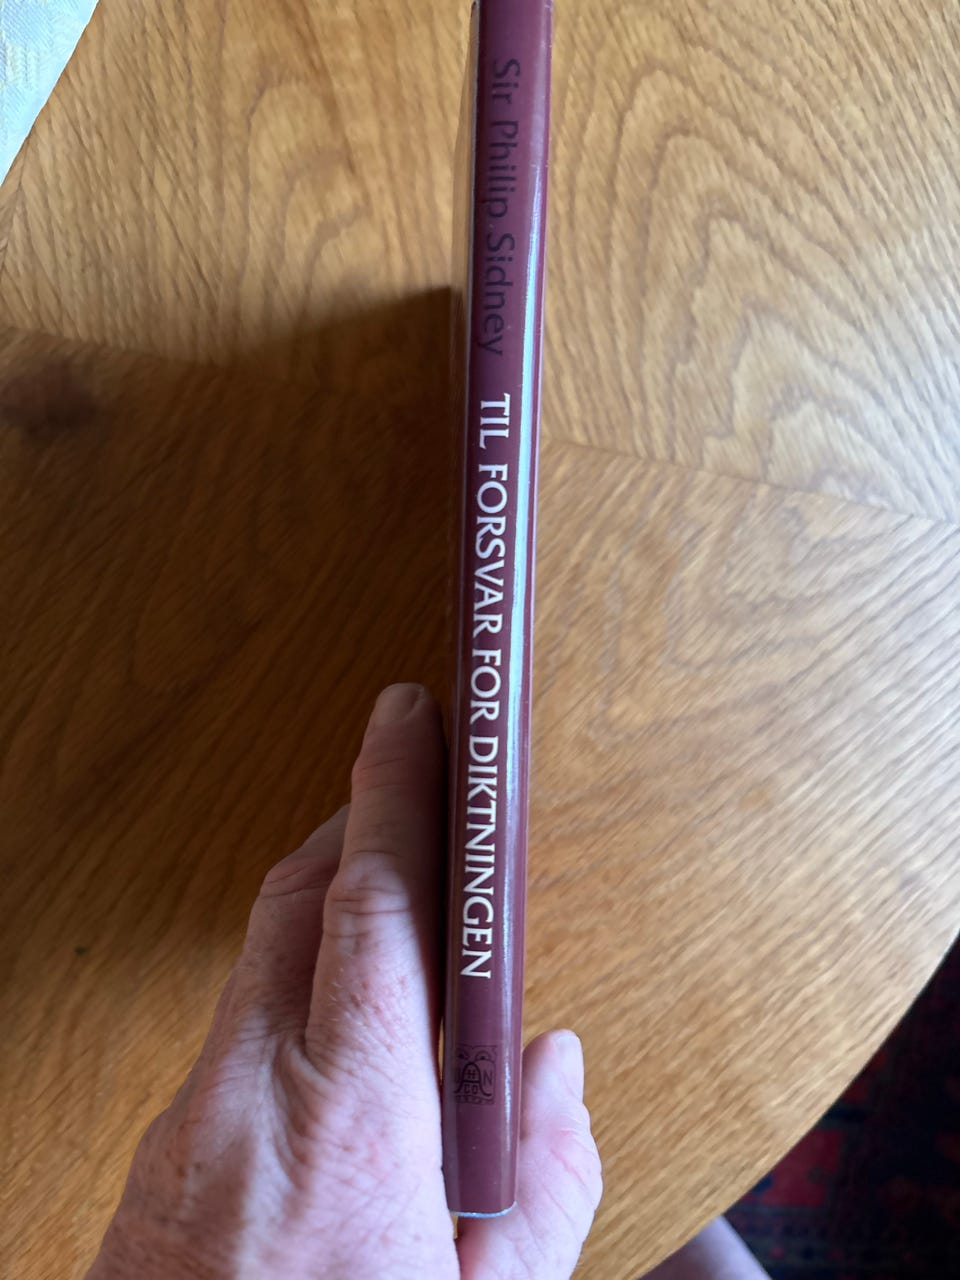 Sir Philip Sidney TIL FORSVAR FOR DIKTNINGEN